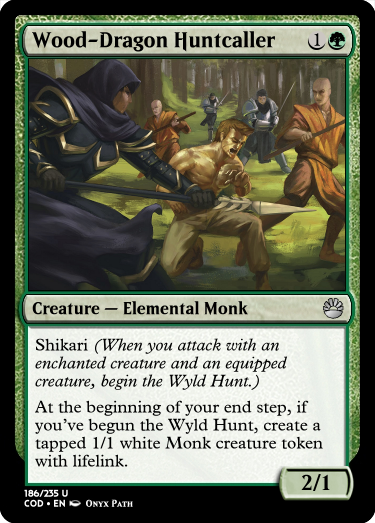 Wood-Dragon Huntcaller 1
Creature — Elemental Monk
Shikari (When you attack with an
enchanted creature and an equipped
creature, begin the Wyld Hunt.)
At the beginning of your end step, if
you've begun the Wyld Hunt, create a
tapped 1/1 white Monk creature token
with lifelink.
2/1
186/235 U
COD • EN Onyx Path